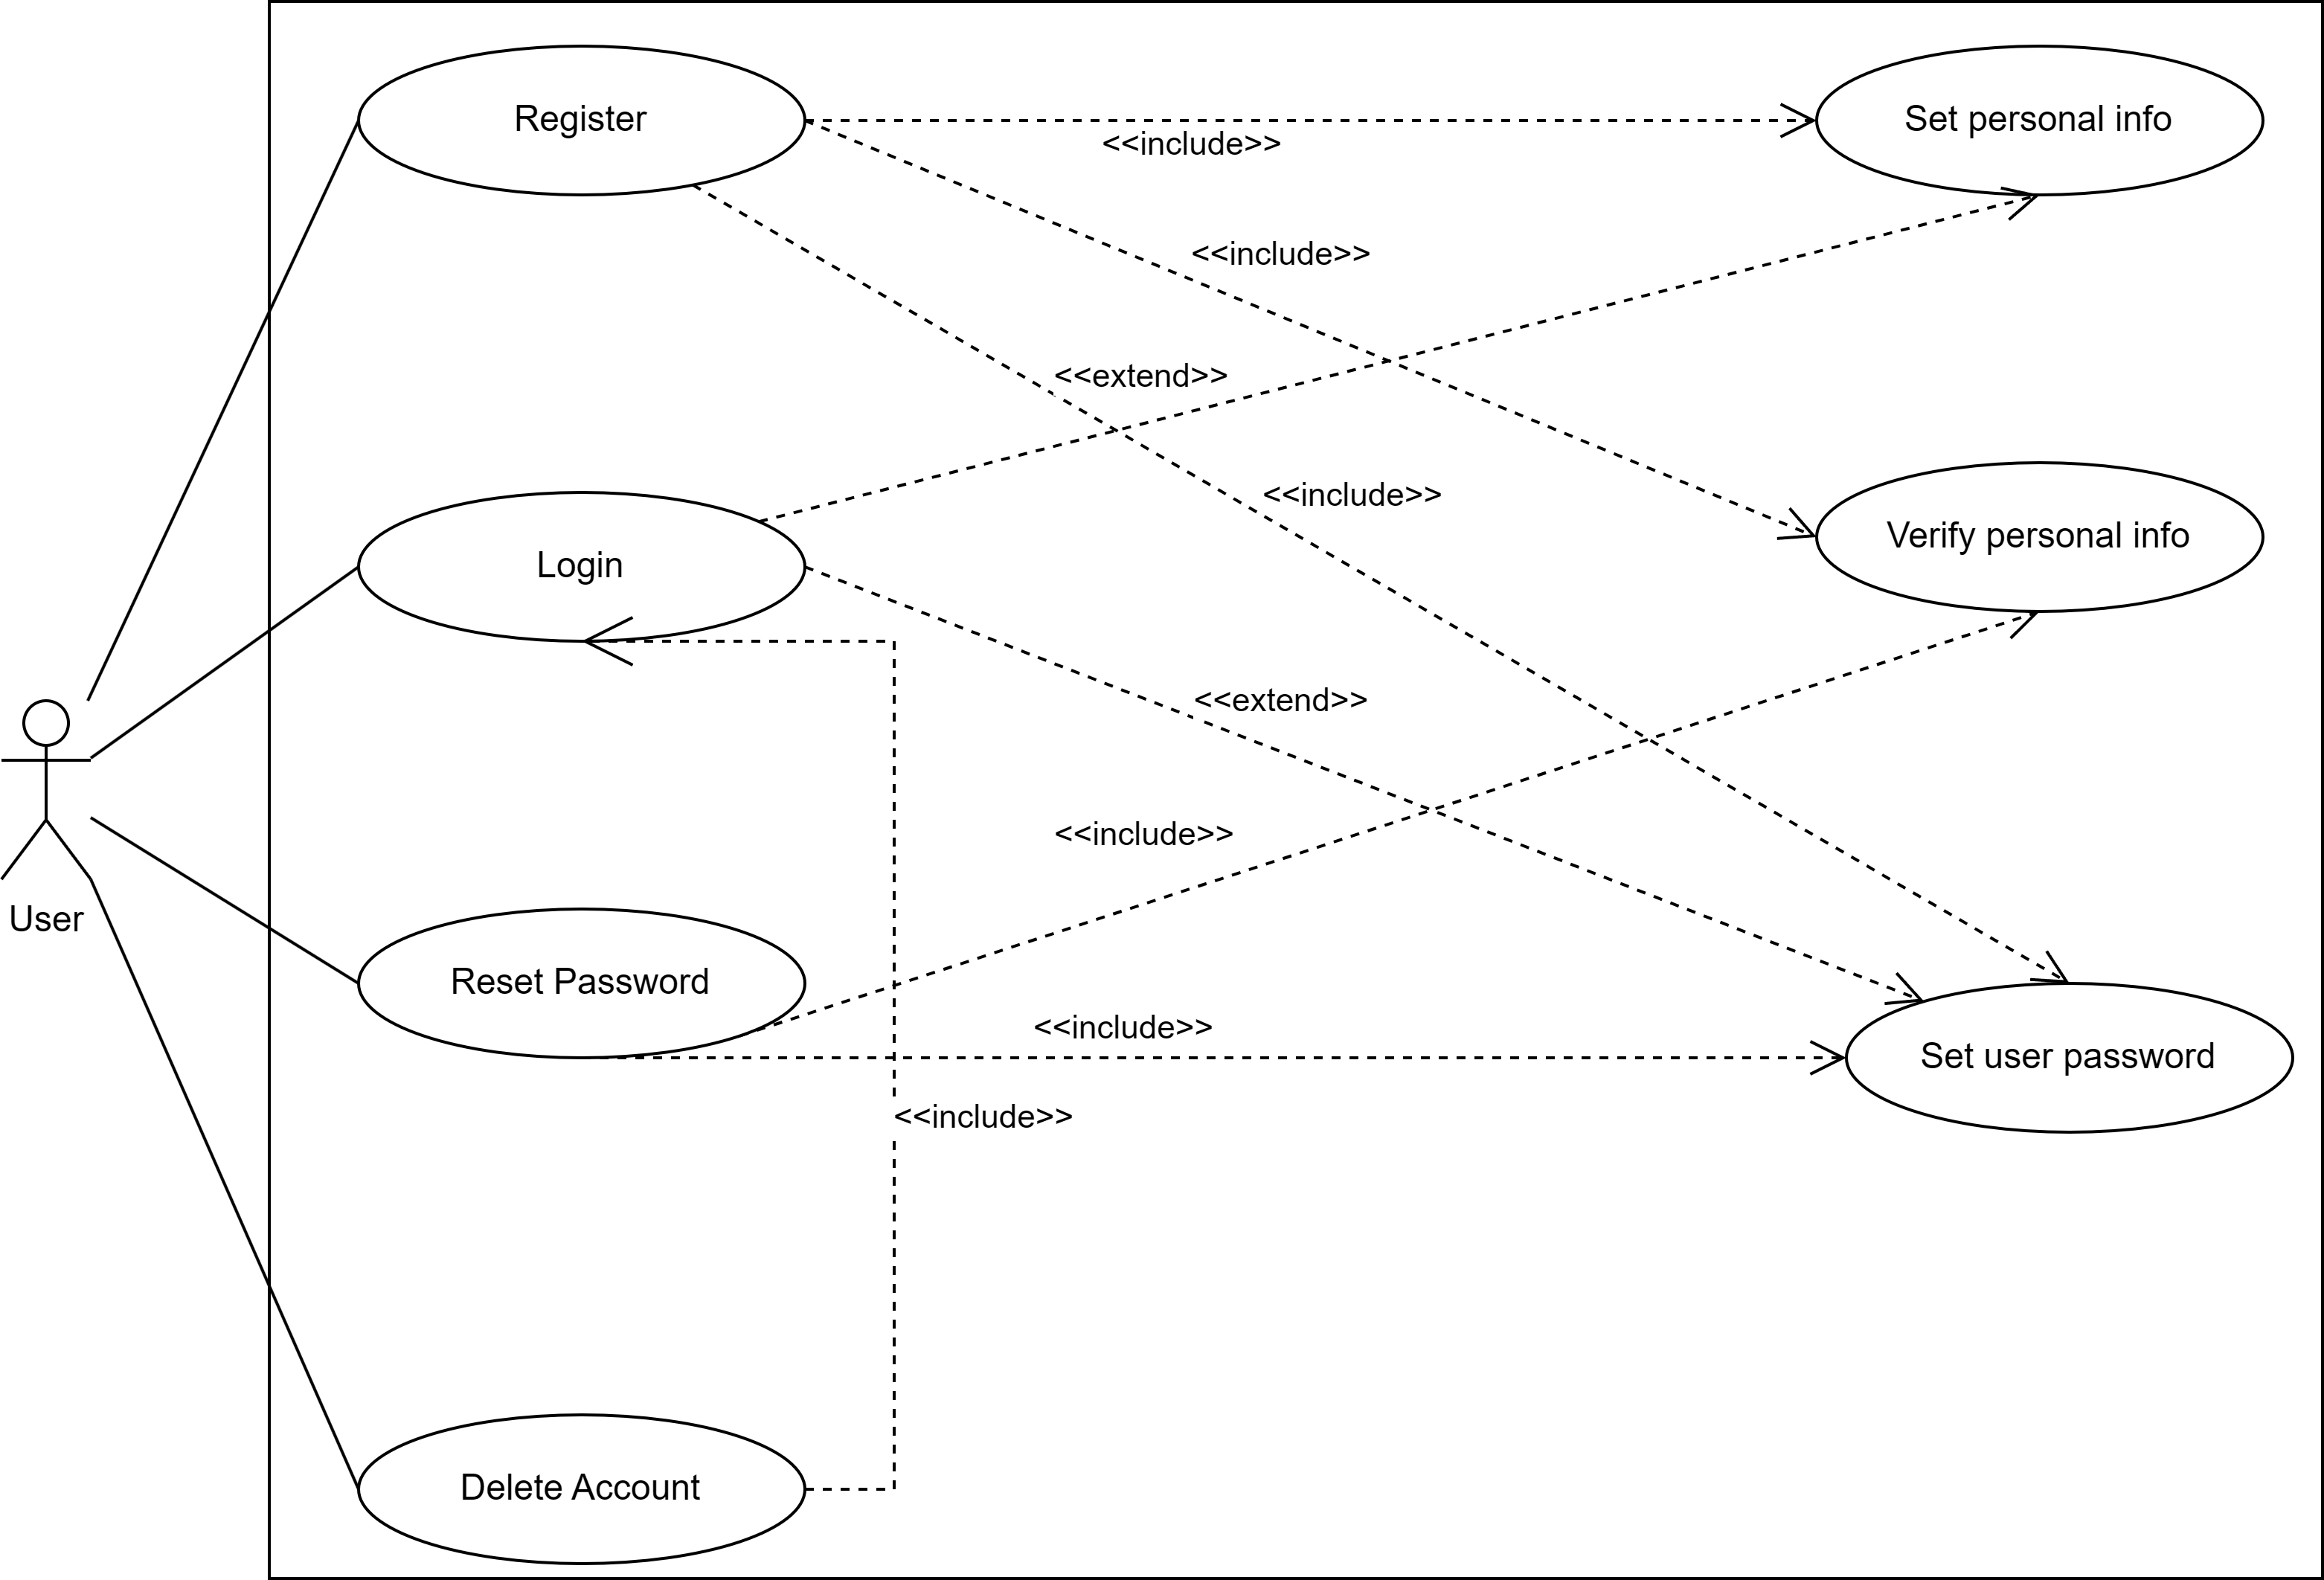 Register
Set personal info
<<include>>
<<include>>
<<extend>>
<<include>>
Verify personal info
Login
<<extend>>
<<include>>
User
Reset Password
<<include>>
Set user password
<<include>>
Delete Account